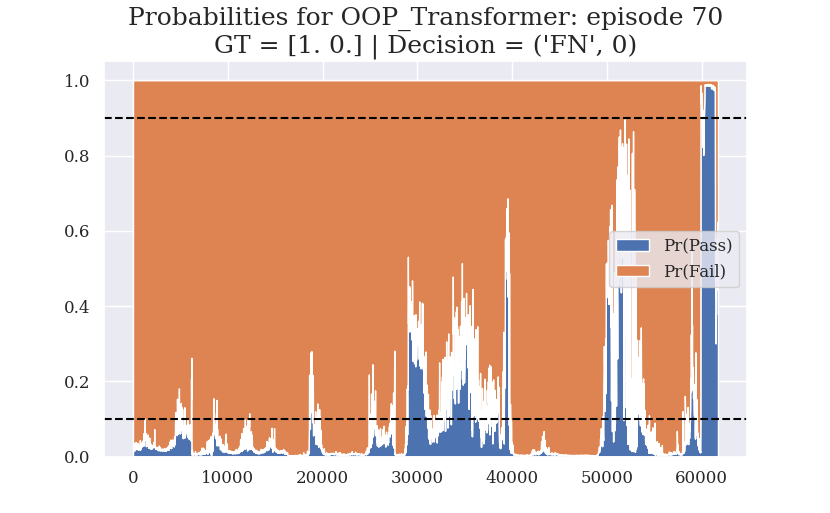 Probabilities for OOP_Transformer: episode 70
GT = [1. 0.] | Decision = ('FN', 0)
1.0
0.8
0.6
0.4
0.2
0.0
Pr(Pass)
Pr(Fail)
0 10000 20000 30000 40000 50000 60000